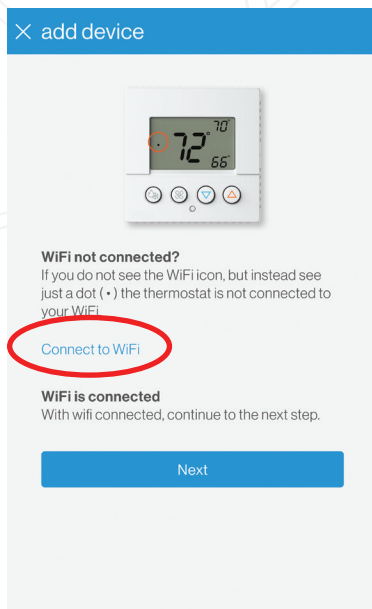 × add device
70°
72°
66°
WiFi not connected?
If you do not see the WiFi icon, but instead see
just a dot ( • ) the thermostat is not connected to
your WiFi.
Connect to WiFi
WiFi is connected
With wifi connected, continue to the next step.
Next